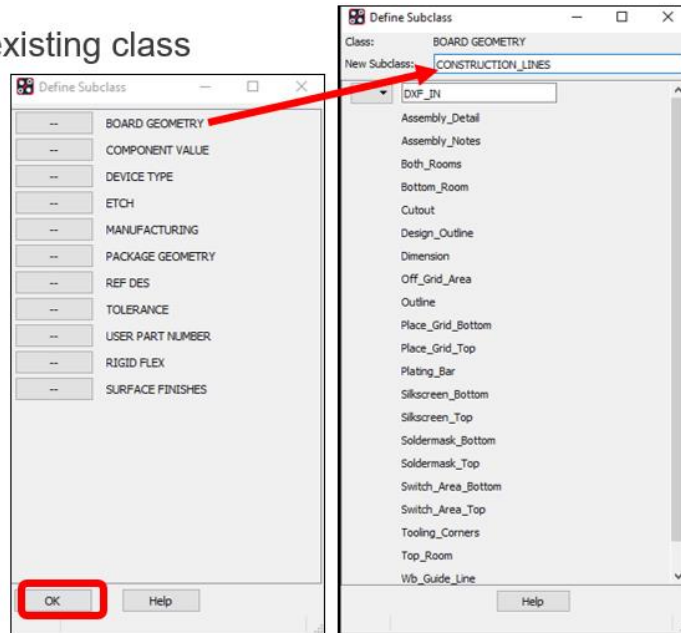 existing class
Define Subclass
--
BOARD GEOMETRY
--
COMPONENT VALUE
--
DEVICE TYPE
--
ETCH
--
MANUFACTURING
--
PACKAGE GEOMETRY
--
REF DES
--
TOLERANCE
--
USER PART NUMBER
--
RIGID FLEX
--
SURFACE FINISHES
OK
Help
Define Subclass
Class: BOARD GEOMETRY
New Subclass: CONSTRUCTION_LINES
DXF_IN
Assembly_Detail
Assembly_Notes
Both_Rooms
Bottom_Room
Cutout
Design_Outline
Dimension
Off_Grid_Area
Outline
Place_Grid_Bottom
Place_Grid_Top
Plating_Bar
Silkscreen_Bottom
Silkscreen_Top
Soldermask_Bottom
Soldermask_Top
Switch_Area_Bottom
Switch_Area_Top
Tooling_Corners
Top_Room
Wb_Guide_Line
Help